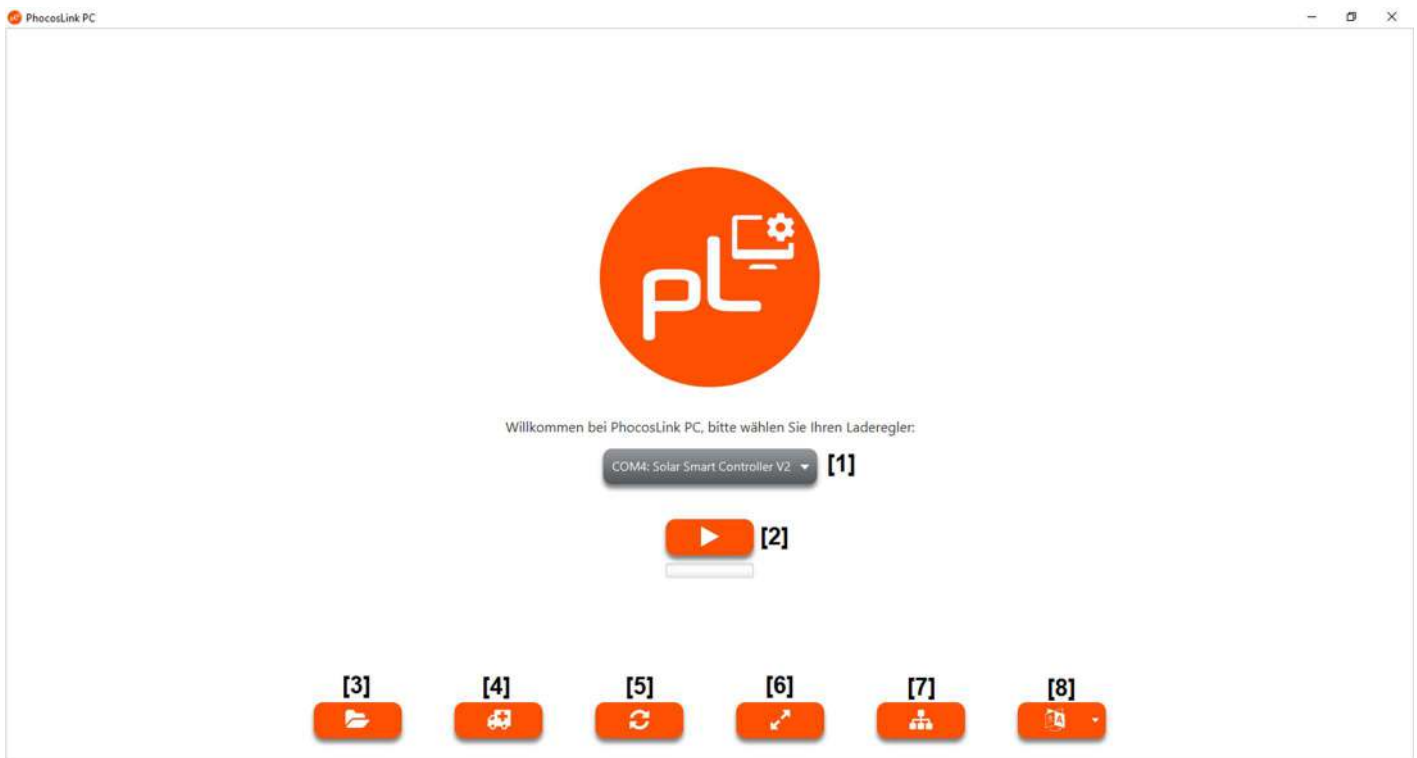 PhocosLink PC
pL
Willkommen bei PhocosLink PC, bitte wählen Sie Ihren Laderegler:
COM4: Solar Smart Controller V2 [1]
[2]
[3] [4] [5] [6] [7] [8]